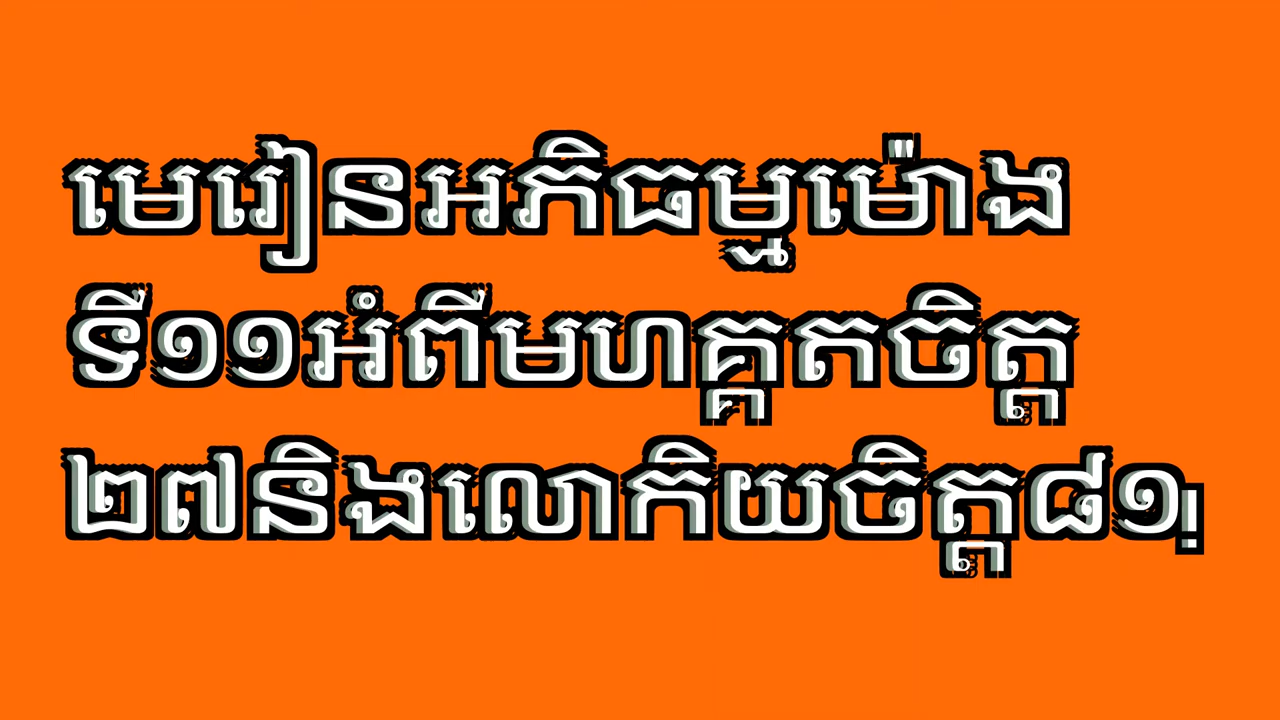 មេរៀនអភិធម្មម៉ោង
ទី១១អំពីមហគ្គតចិត្ត
២៧និងលោកិយចិត្ត៨១!